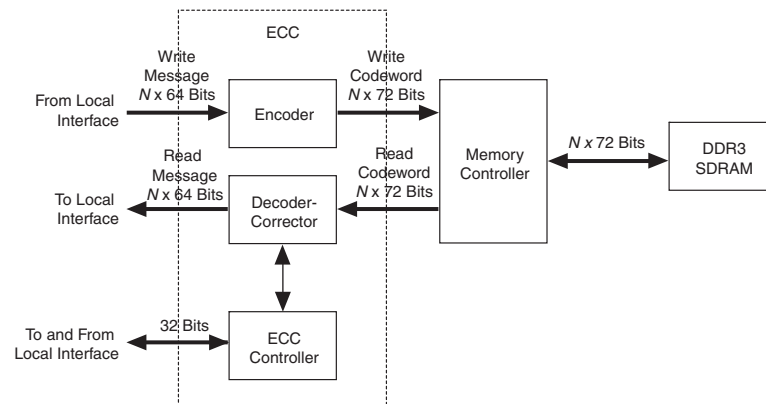 ECC
Write
Message
N x 64 Bits
Write
Codeword
N x 72 Bits
From Local
Interface
Encoder
Memory
Controller
N x 72 Bits
DDR3
SDRAM
Read
Message
N x 64 Bits
Read
Codeword
N x 72 Bits
To Local
Interface
Decoder-
Corrector
To and From
Local Interface
32 Bits
ECC
Controller